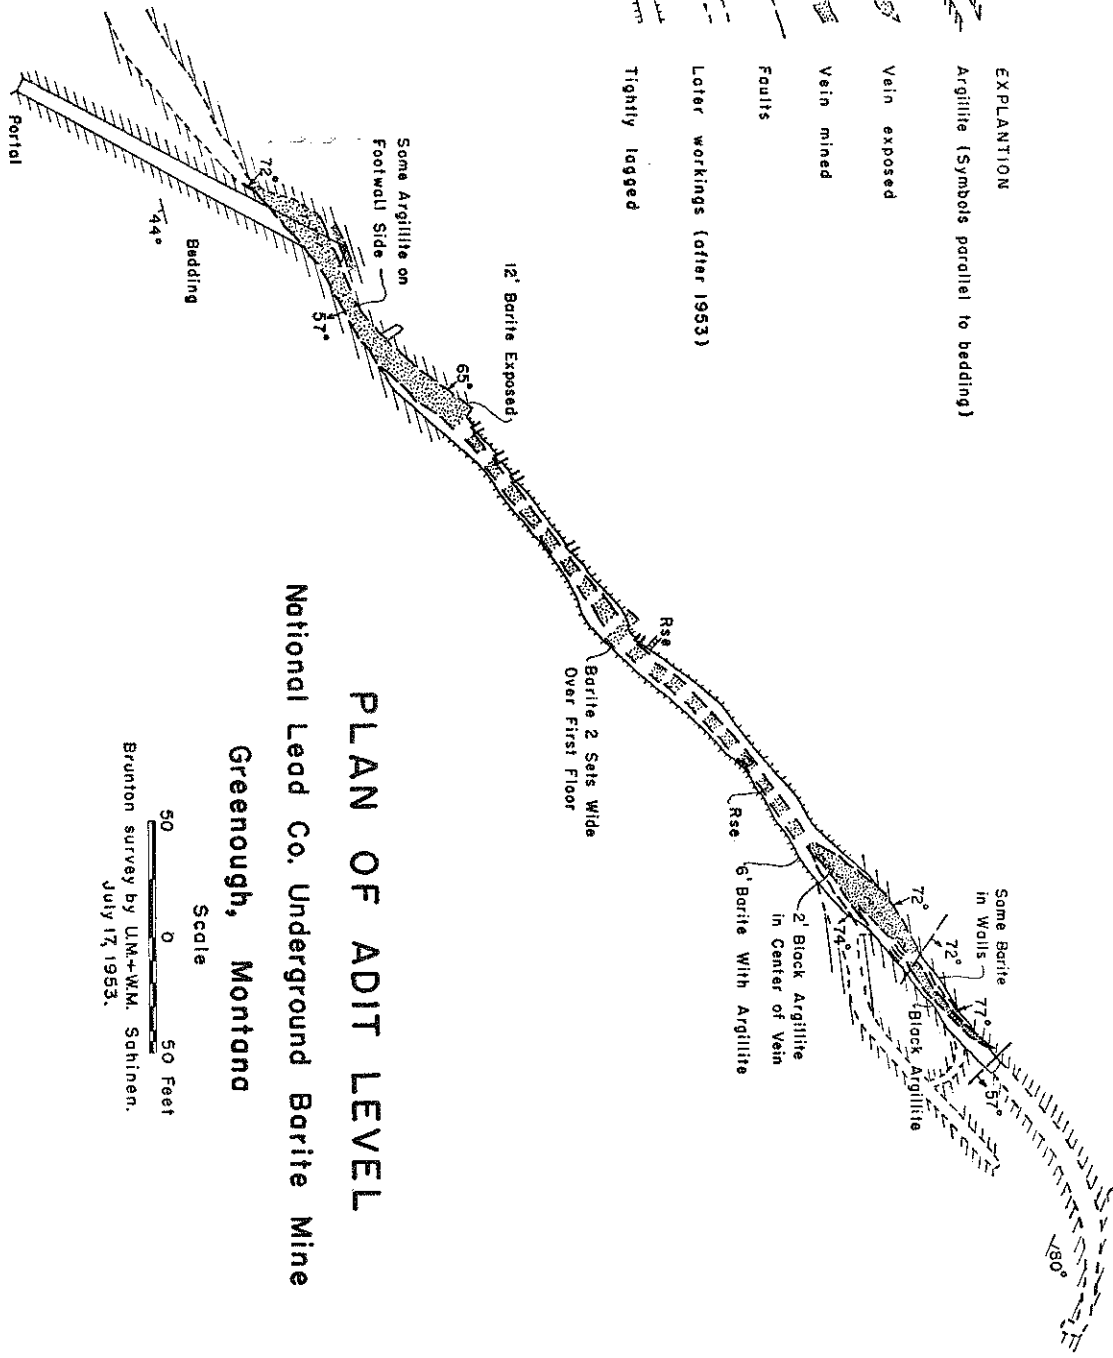 EXPLANTION
Argillite (Symbols parallel to bedding)
Vein exposed
Vein mined
Faults
Later workings (after 1953)
Tightly lagged
Portal
44°
Bedding
72°
Some Argillite on
Footwall Side
57°
12' Barite Exposed
65°
Rse
Barite 2 Sets Wide
Over First Floor
Rse
6' Barite With Argillite
2' Black Argillite
in Center of Vein
74°
72°
72°
Some Barite
in Walls
77°
Black Argillite
57°
80°
PLAN OF ADIT LEVEL
National Lead Co. Underground Barite Mine
Greenough, Montana
Scale
50 0 50 Feet
Brunton survey by U.M.+W.M. Sahinen.
July 17, 1953.